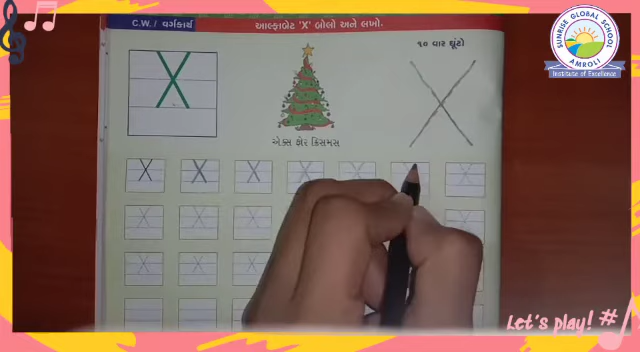 C.W. / વર્ગકાર્ય
આલ્ફાબેટ 'X' બોલો અને લખો.
૧૦ વાર ઘૂંટો
SUNRISE GLOBAL SCHOOL
AMROLI
Institute of Excellence
X
X
એક્સ ફોર ક્રિસમસ
X X X X X
X X X
X X X
Let's play! #